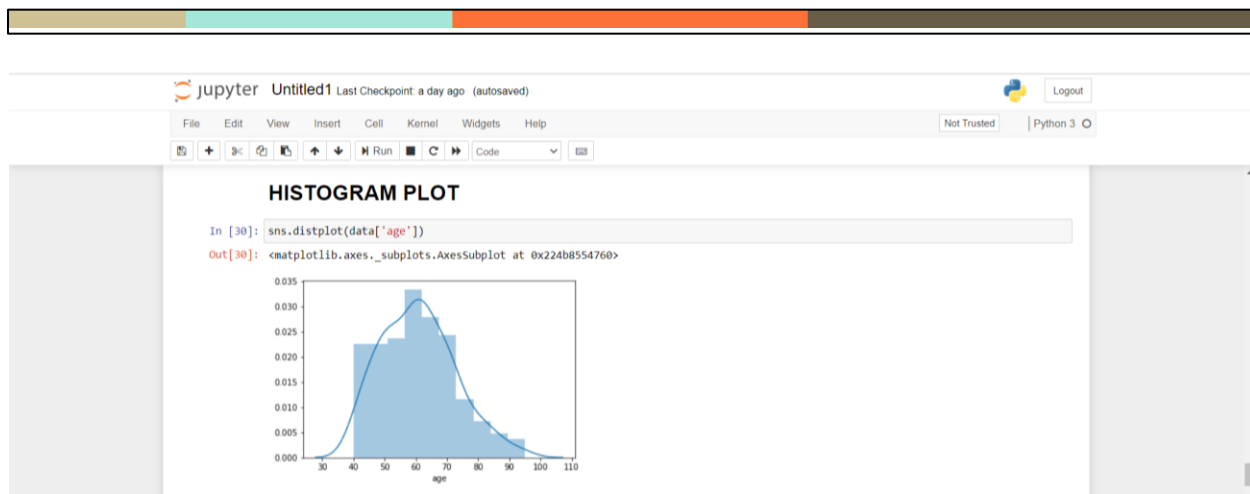 jupyter Untitled1 Last Checkpoint: a day ago (autosaved)
Logout
File Edit View Insert Cell Kernel Widgets Help
Not Trusted
Python 3
Run
Code
HISTOGRAM PLOT
In [30]: sns.distplot(data['age'])
Out[30]: <matplotlib.axes._subplots.AxesSubplot at 0x224b8554760>
0.035
0.030
0.025
0.020
0.015
0.010
0.005
0.000
30 40 50 60 70 80 90 100 110
age